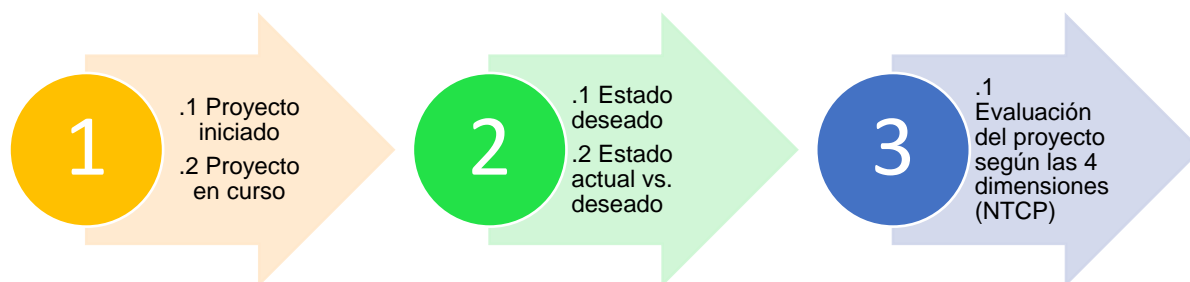 1
.1 Proyecto
iniciado
.2 Proyecto
en curso
2
.1 Estado
deseado
.2 Estado
actual vs.
deseado
3
.1
Evaluación
del proyecto
según las 4
dimensiones
(NTCP)